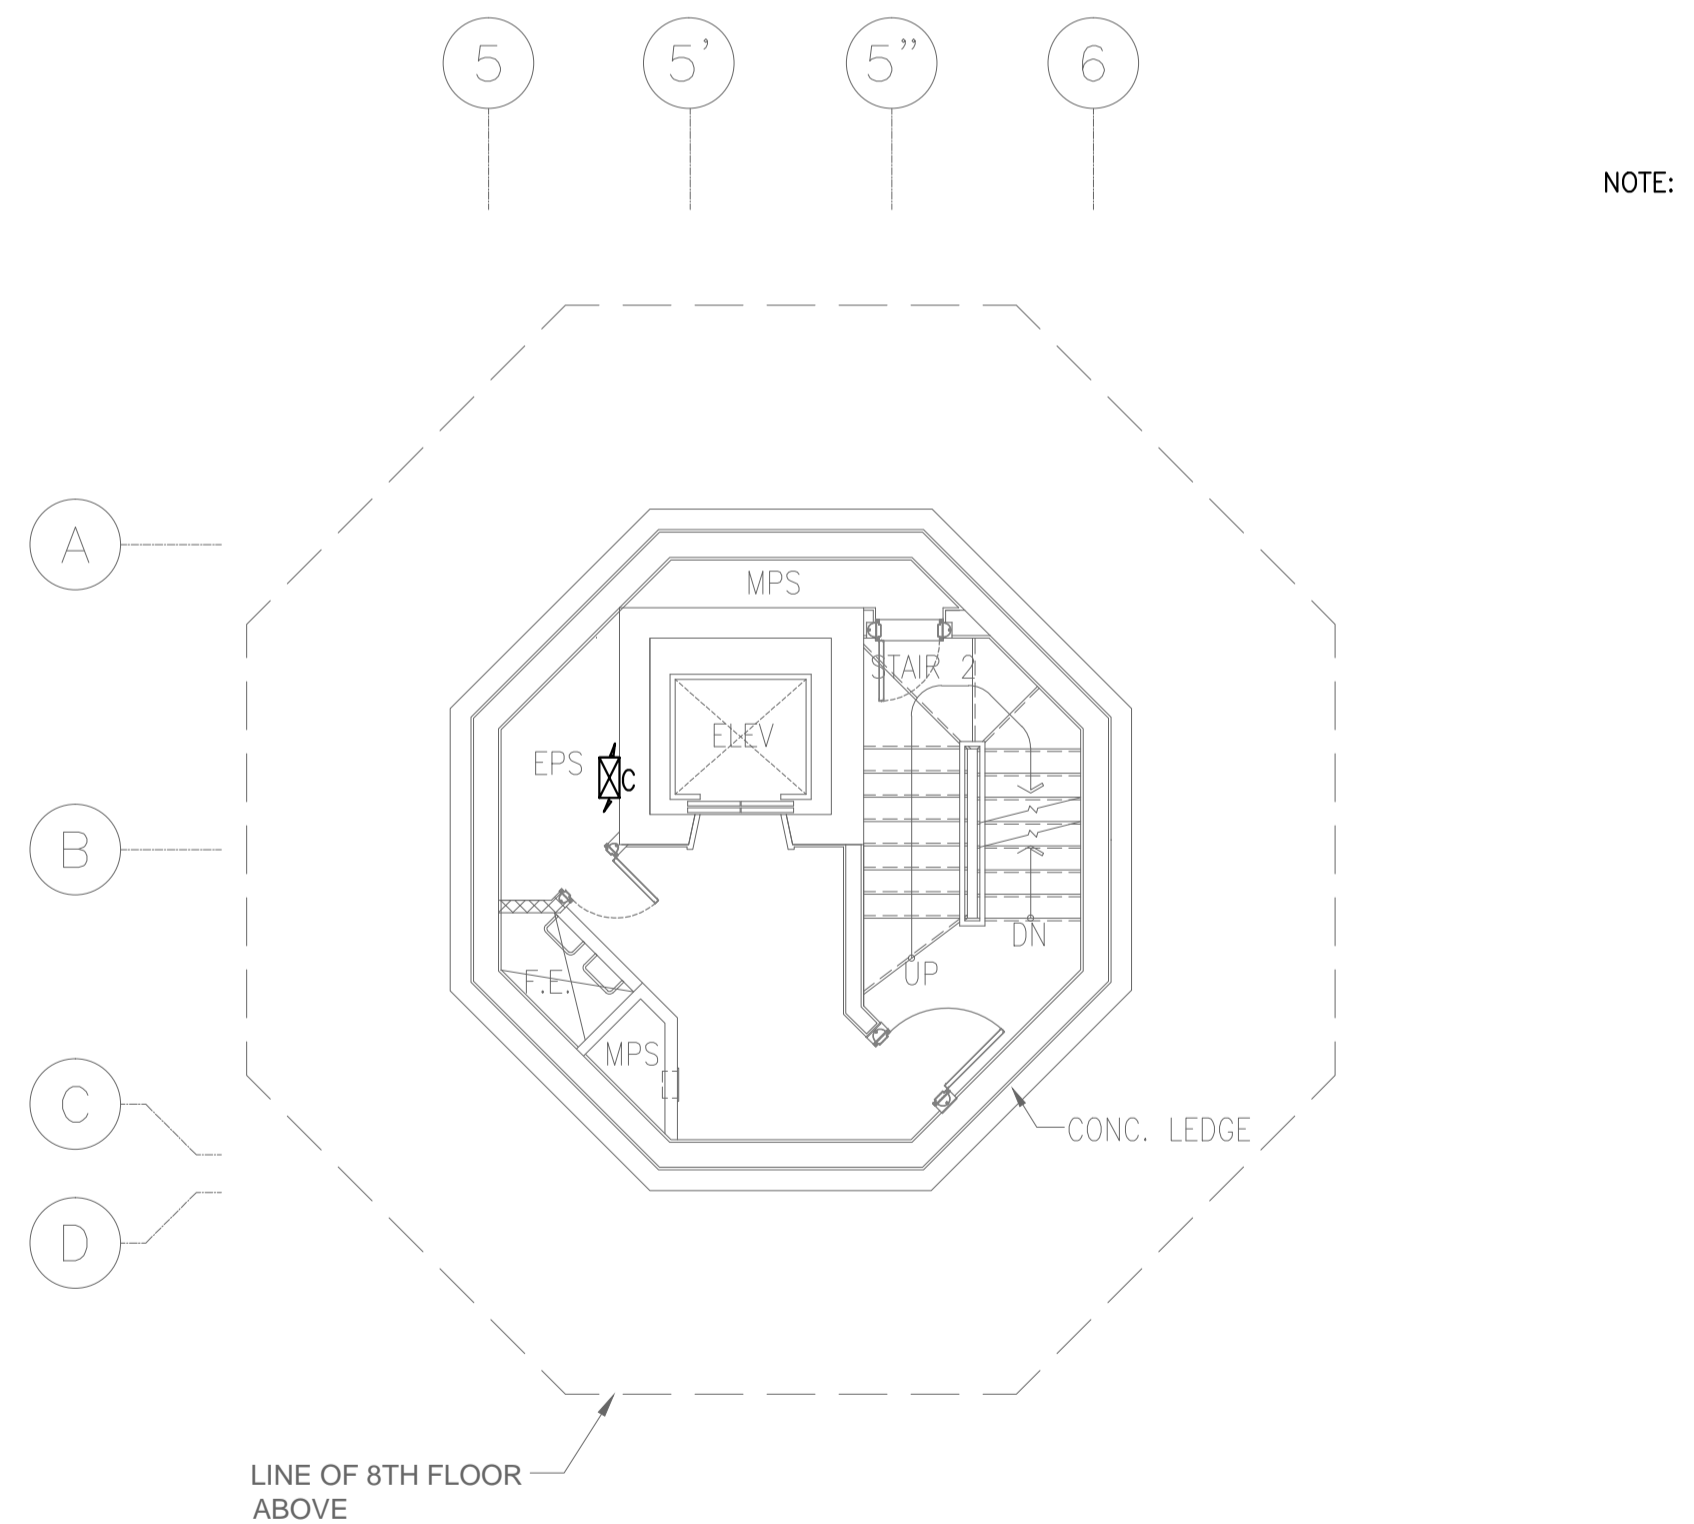 5
5'
5''
6
NOTE:
A
MPS
STAIR 2
ELEV
EPS
C
B
DN
UP
F.E.
MPS
C
CONC. LEDGE
D
LINE OF 8TH FLOOR
ABOVE